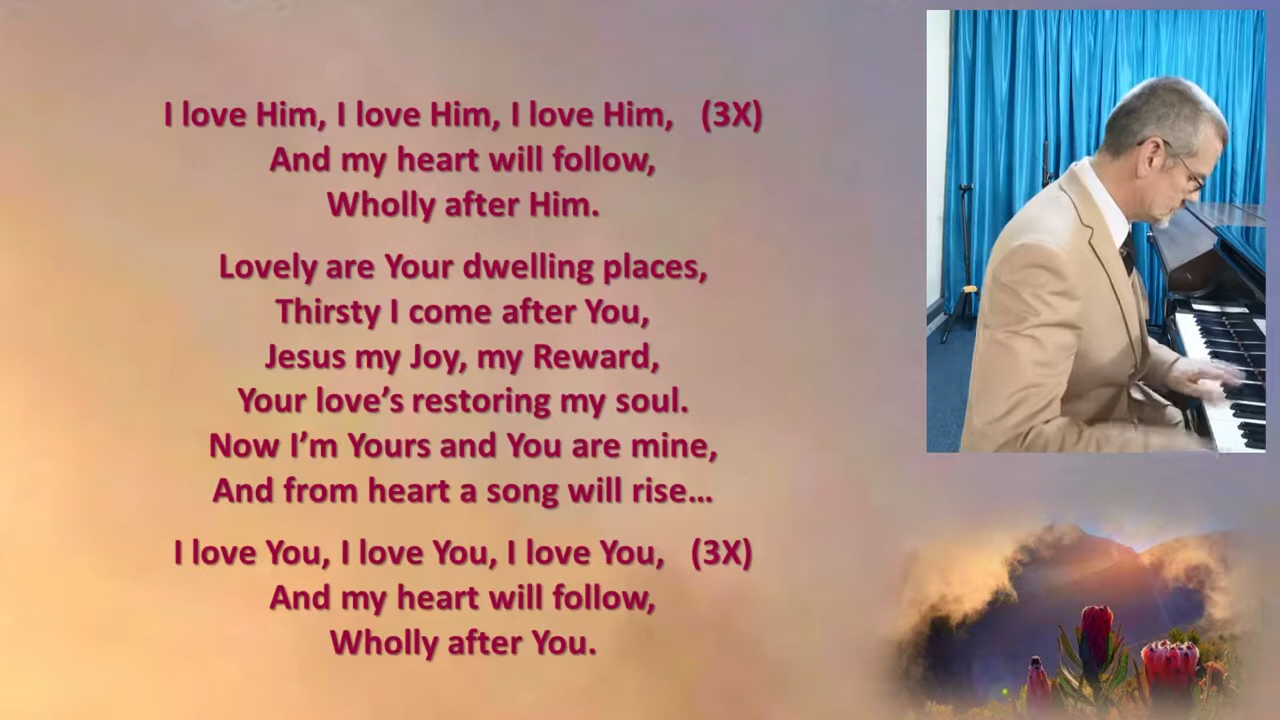 I love Him, I love Him, I love Him, (3X)
And my heart will follow,
Wholly after Him.
Lovely are Your dwelling places,
Thirsty I come after You,
Jesus my Joy, my Reward,
Your love’s restoring my soul.
Now I’m Yours and You are mine,
And from heart a song will rise…
I love You, I love You, I love You, (3X)
And my heart will follow,
Wholly after You.